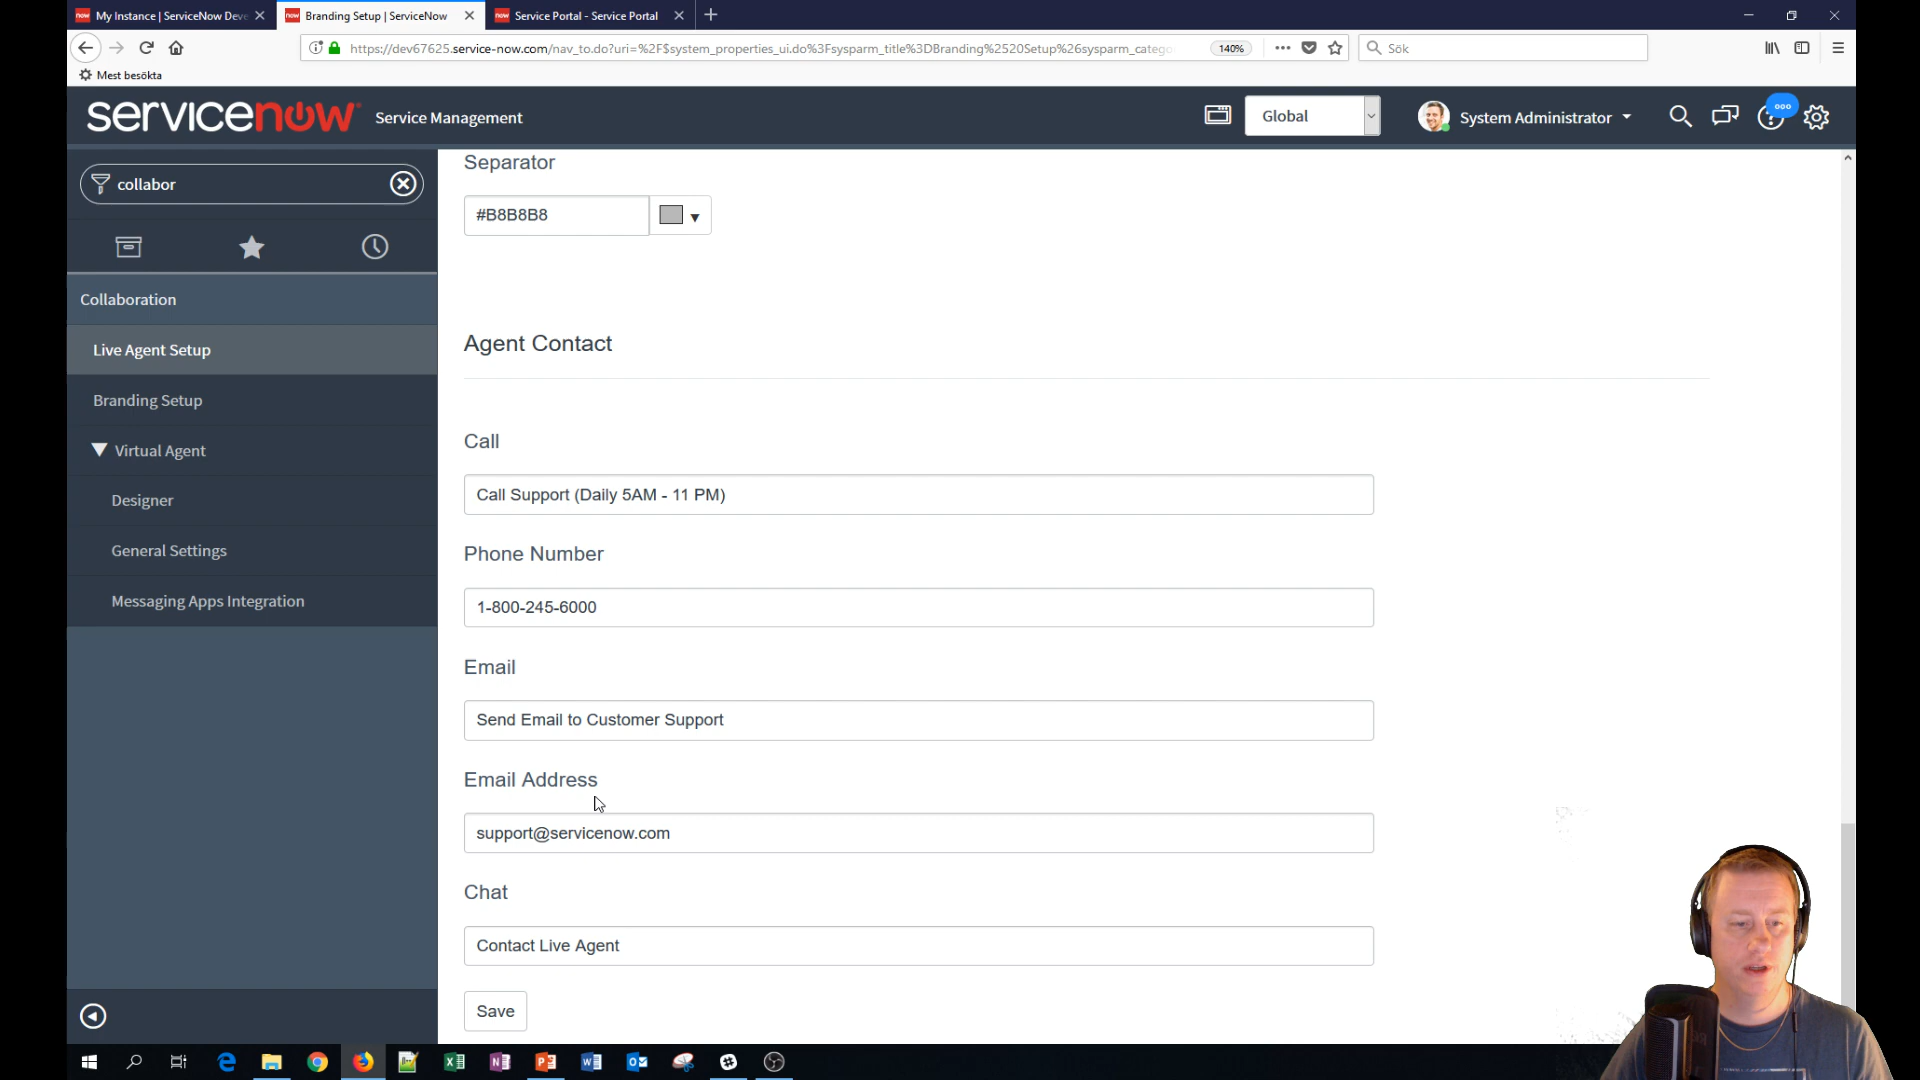 My Instance | ServiceNow Deve
Branding Setup | ServiceNow
Service Portal - Service Portal
https://dev67625.service-now.com/nav_to.do?uri=%2F$system_properties_ui.do%3Fsysparm_title%3DBranding%2520Setup%26sysparm_catego
140%
Sök
Mest besökta
servicenow
Service Management
Global
System Administrator
collabor
Collaboration
Live Agent Setup
Branding Setup
Virtual Agent
Designer
General Settings
Messaging Apps Integration
Separator
#B8B8B8
Agent Contact
Call
Call Support (Daily 5AM - 11 PM)
Phone Number
1-800-245-6000
Email
Send Email to Customer Support
Email Address
support@servicenow.com
Chat
Contact Live Agent
Save